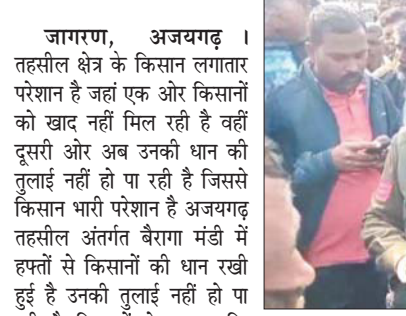 जागरण, अजयगढ़ ।
तहसील क्षेत्र के किसान लगातार
परेशान है जहां एक ओर किसानों
को खाद नहीं मिल रही है वहीं
दूसरी ओर अब उनकी धान की
तुलाई नहीं हो पा रही है जिससे
किसान भारी परेशान है अजयगढ़
तहसील अंतर्गत बैरागा मंडी में
हफ्तों से किसानों की धान रखी
हुई है उनकी तुलाई नहीं हो पा